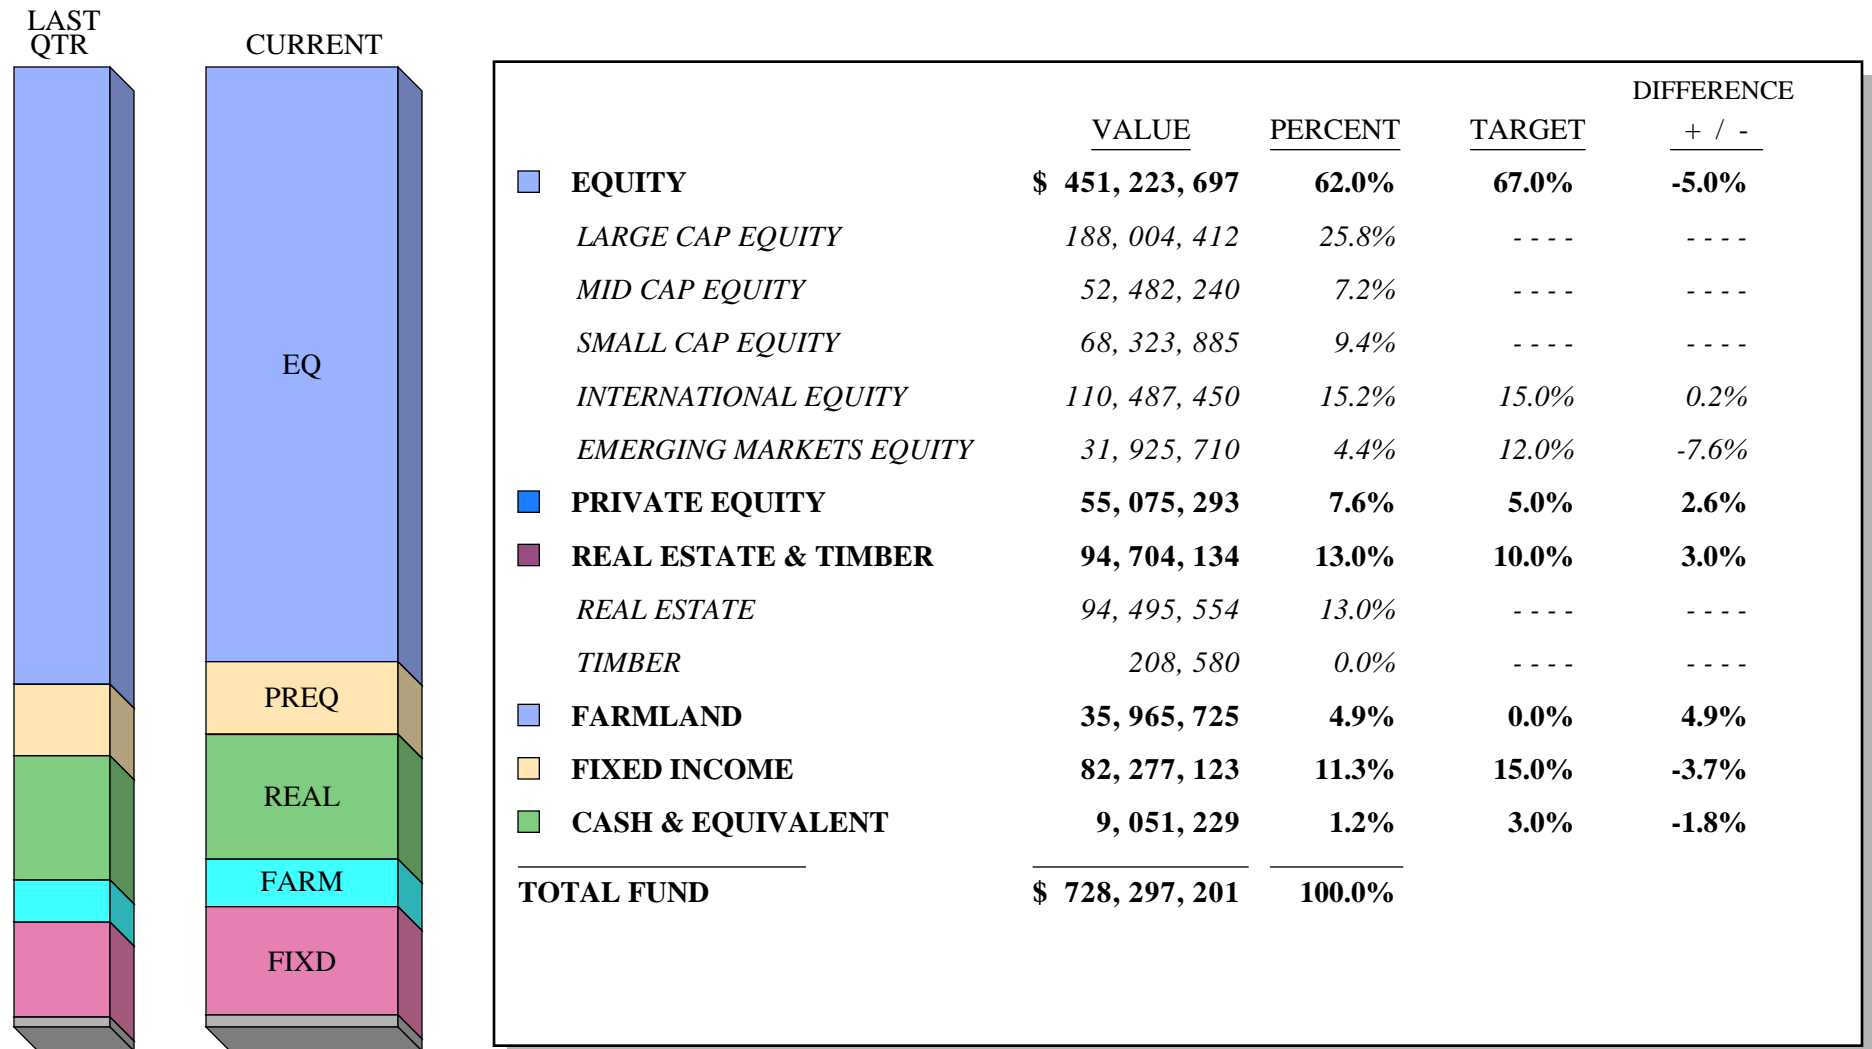 LAST
QTR
CURRENT
EQ
PREQ
REAL
FARM
FIXD
DIFFERENCE
VALUE PERCENT TARGET + / -
EQUITY $ 451, 223, 697 62.0% 67.0% -5.0%
LARGE CAP EQUITY 188, 004, 412 25.8% - - - - - - - -
MID CAP EQUITY 52, 482, 240 7.2% - - - - - - - -
SMALL CAP EQUITY 68, 323, 885 9.4% - - - - - - - -
INTERNATIONAL EQUITY 110, 487, 450 15.2% 15.0% 0.2%
EMERGING MARKETS EQUITY 31, 925, 710 4.4% 12.0% -7.6%
PRIVATE EQUITY 55, 075, 293 7.6% 5.0% 2.6%
REAL ESTATE & TIMBER 94, 704, 134 13.0% 10.0% 3.0%
REAL ESTATE 94, 495, 554 13.0% - - - - - - - -
TIMBER 208, 580 0.0% - - - - - - - -
FARMLAND 35, 965, 725 4.9% 0.0% 4.9%
FIXED INCOME 82, 277, 123 11.3% 15.0% -3.7%
CASH & EQUIVALENT 9, 051, 229 1.2% 3.0% -1.8%
TOTAL FUND $ 728, 297, 201 100.0%